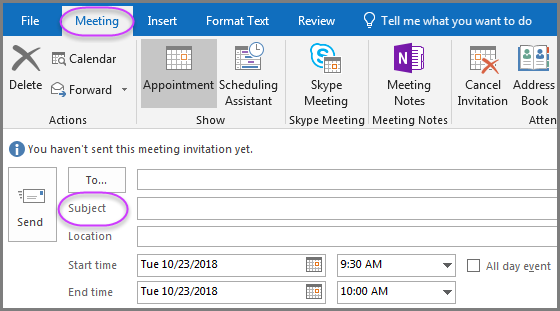 File Meeting Insert Format Text Review Tell me what you want to do
Delete
Calendar
Forward
Actions
Appointment
Scheduling
Assistant
Show
Skype
Meeting
Skype Meeting
Meeting
Notes
Meeting Notes
Cancel
Invitation
Address
Book
Atten
You haven't sent this meeting invitation yet.
Send
To...
Subject
Location
Start time Tue 10/23/2018 9:30 AM All day event
End time Tue 10/23/2018 10:00 AM